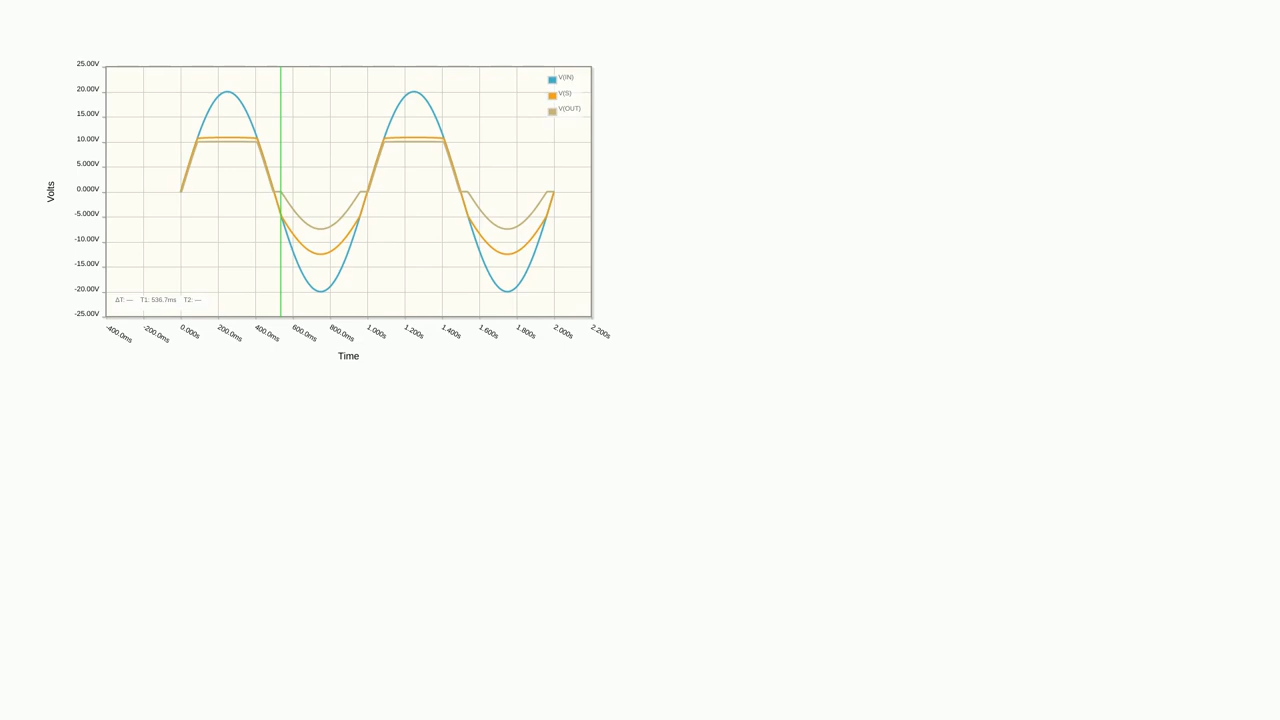 25.00V
20.00V
15.00V
10.00V
5.000V
0.000V
-5.000V
-10.00V
-15.00V
-20.00V
-25.00V
Volts
V(IN)
V(S)
V(OUT)
ΔT: — T1: 536.7ms T2: —
-400.0ms -200.0ms 0.000s 200.0ms 400.0ms 600.0ms 800.0ms 1.000s 1.200s 1.400s 1.600s 1.800s 2.000s 2.200s
Time